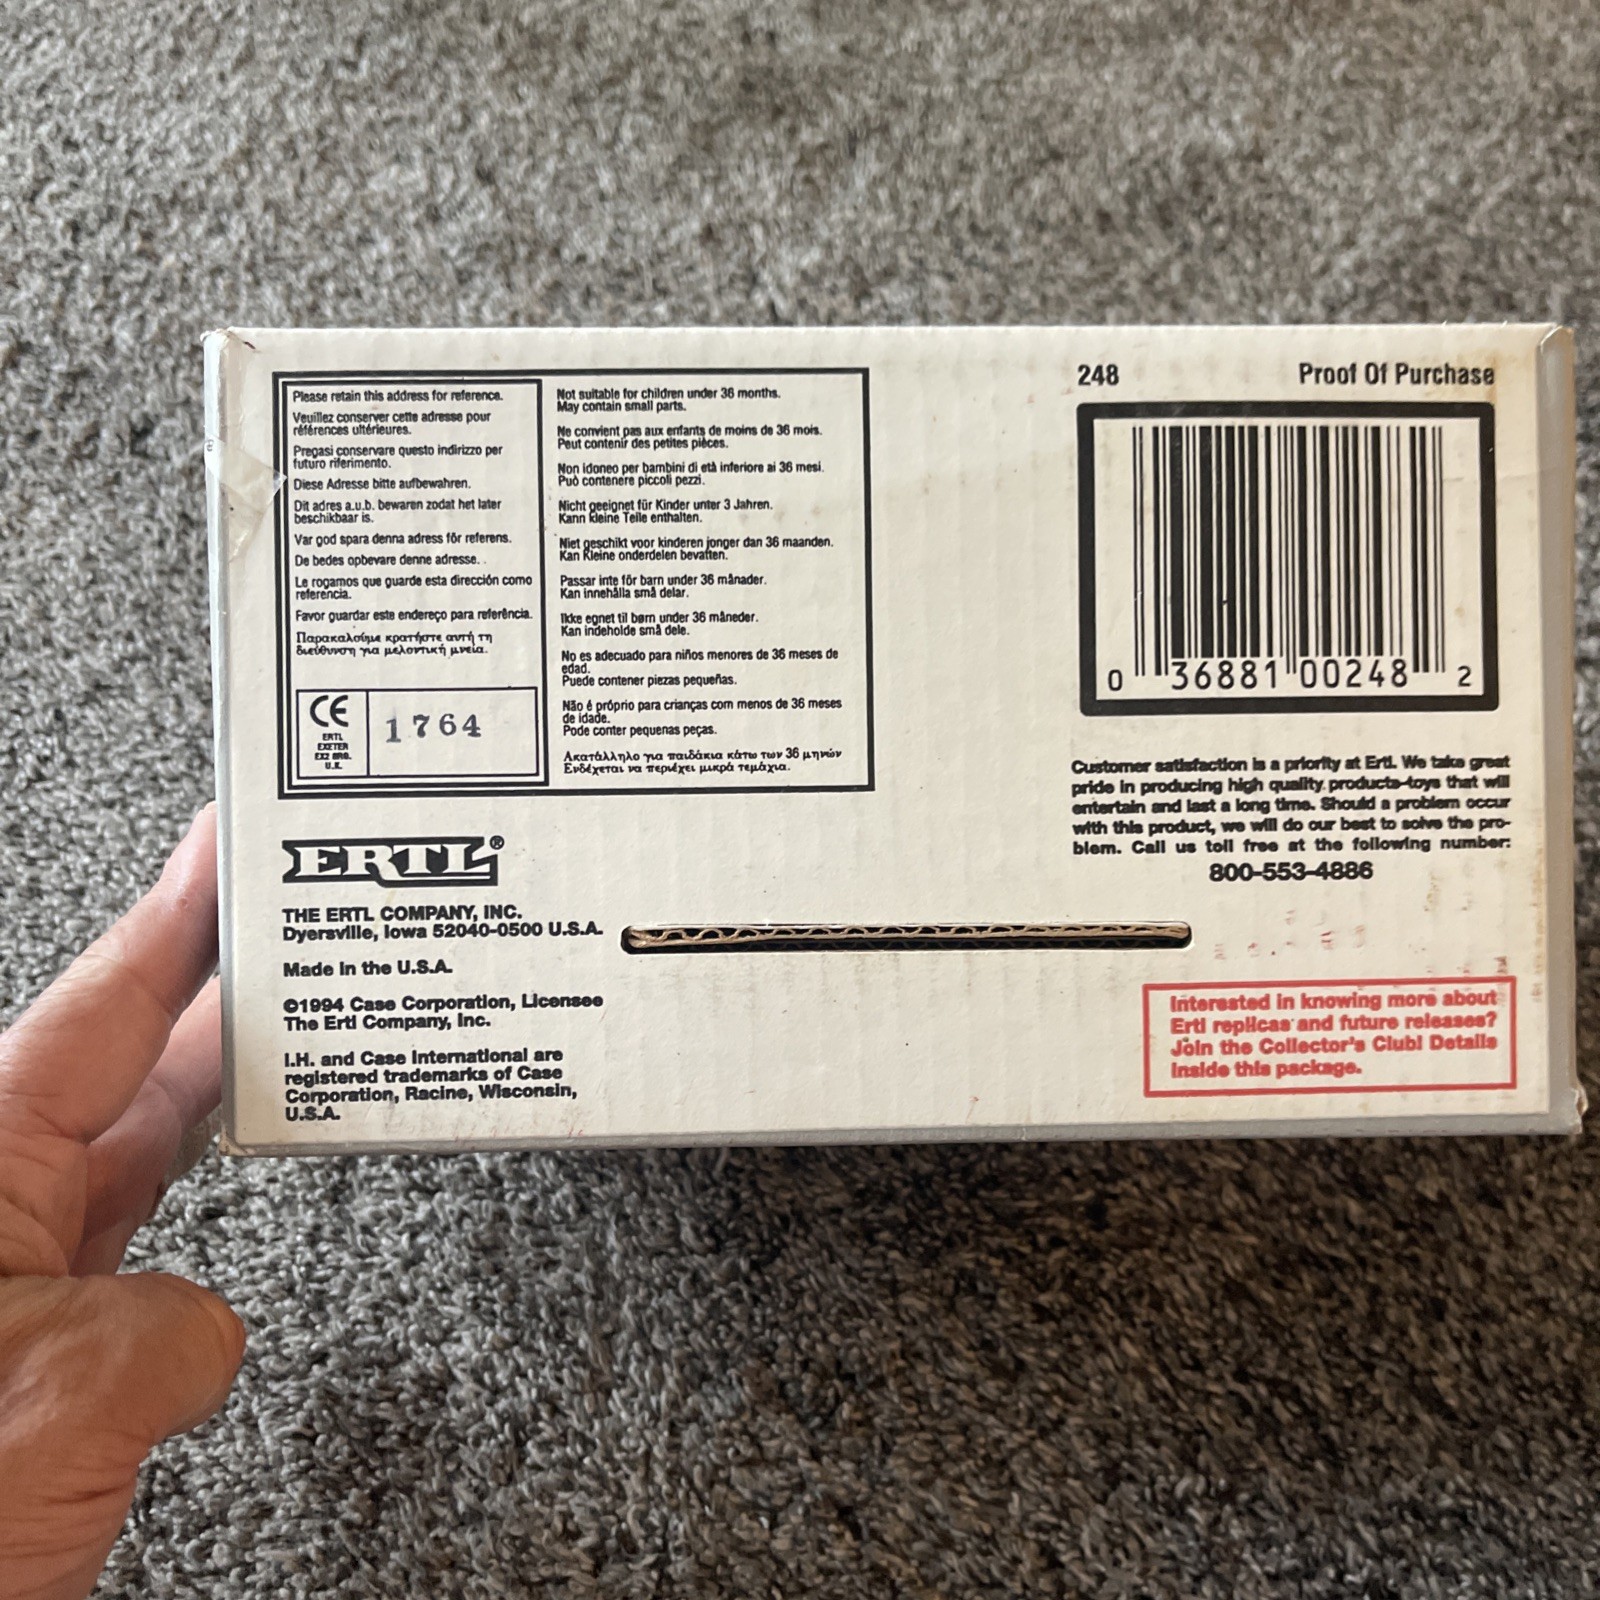 Please retain this address for reference.
Veuillez conserver cette adresse pour
références ultérieures.
Pregasi conservare questo indirizzo per
futuro riferimento.
Diese Adresse bitte aufbewahren.
Dit adres a.u.b. bewaren zodat het later
beschikbaar is.
Var god spara denna adress för referens.
De bedes opbevare denne adresse.
Le rogamos que guarde esta dirección como
referencia.
Favor guardar este endereço para referência.
Παρακαλούμε κρατήστε αυτή τη
διεύθυνση για μελοντική μνεία.
CE
ERTL
EXETER
EX2
U.K.
1764
Not suitable for children under 36 months.
May contain small parts.
Ne convient pas aux enfants de moins de 36 mois.
Peut contenir des petites pièces.
Non idoneo per bambini di età inferiore ai 36 mesi.
Può contenere piccoli pezzi.
Nicht geeignet für Kinder unter 3 Jahren.
Kann kleine Teile enthalten.
Niet geschikt voor kinderen jonger dan 36 maanden.
Kan Kleine onderdelen bevatten.
Passar inte för barn under 36 månader.
Kan innehålla små delar.
Ikke egnet til børn under 36 måneder.
Kan indeholde små dele.
No es adecuado para niños menores de 36 meses de
edad.
Puede contener piezas pequeñas.
Não é próprio para crianças com menos de 36 meses
de idade.
Pode conter pequenas peças.
Ακατάλληλο για παιδάκια κάτω των 36 μηνών
Ενδέχεται να περιέχει μικρά τεμάχια.
248 Proof Of Purchase
0 36881 00248 2
Customer satisfaction is a priority at Ertl. We take great
pride in producing high quality products-toys that will
entertain and last a long time. Should a problem occur
with this product, we will do our best to solve the pro-
blem. Call us toll free at the following number:
800-553-4886
ERTL®
THE ERTL COMPANY, INC.
Dyersville, Iowa 52040-0500 U.S.A.
Made in the U.S.A.
©1994 Case Corporation, Licensee
The Ertl Company, Inc.
I.H. and Case International are
registered trademarks of Case
Corporation, Racine, Wisconsin,
U.S.A.
Interested in knowing more about
Ertl replicas and future releases?
Join the Collector's Club! Details
inside this package.